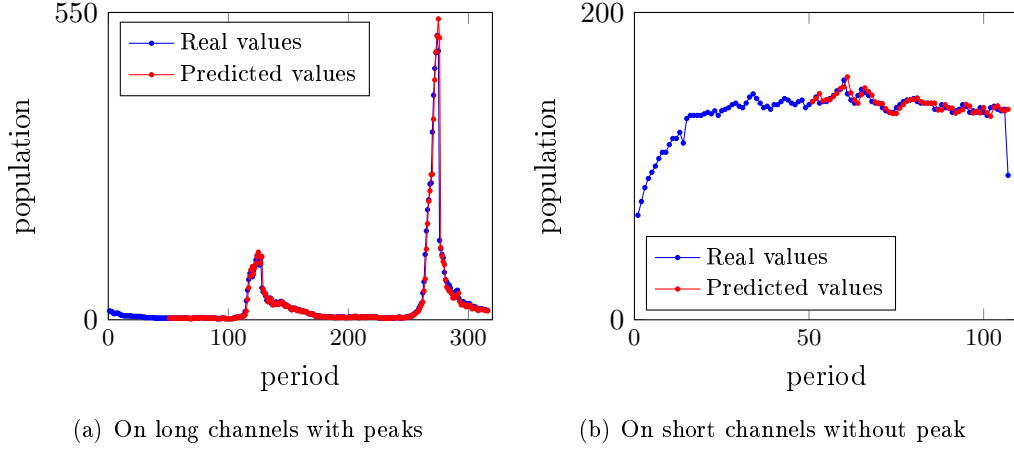 550
Real values
Predicted values
population
0
0
100
200
300
period
(a) On long channels with peaks
200
population
Real values
Predicted values
0
0
50
100
period
(b) On short channels without peak